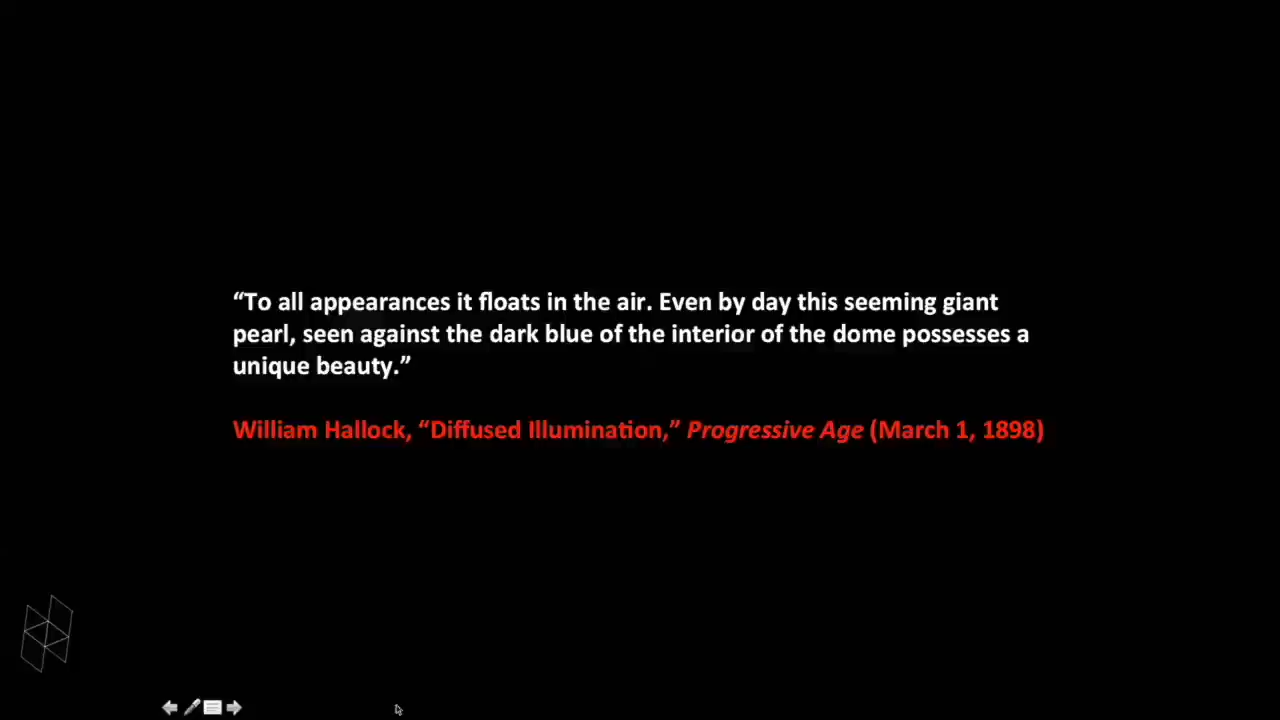 “To all appearances it floats in the air. Even by day this seeming giant
pearl, seen against the dark blue of the interior of the dome possesses a
unique beauty.”
William Hallock, “Diffused Illumination,” Progressive Age (March 1, 1898)